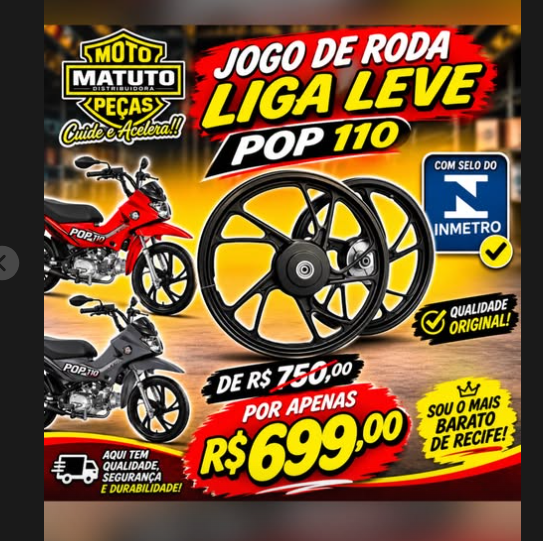 MOTO
MATUTO
DISTRIBUIDORA
PEÇAS
Cuide e Acelera!!
JOGO DE RODA
LIGA LEVE
POP 110
COM SELO DO
INMETRO
POP 110
QUALIDADE
ORIGINAL!
POP 110
DE R$ 750,00
POR APENAS
R$699,00
SOU O MAIS
BARATO
DE RECIFE!
AQUI TEM
QUALIDADE,
SEGURANÇA
E DURABILIDADE!